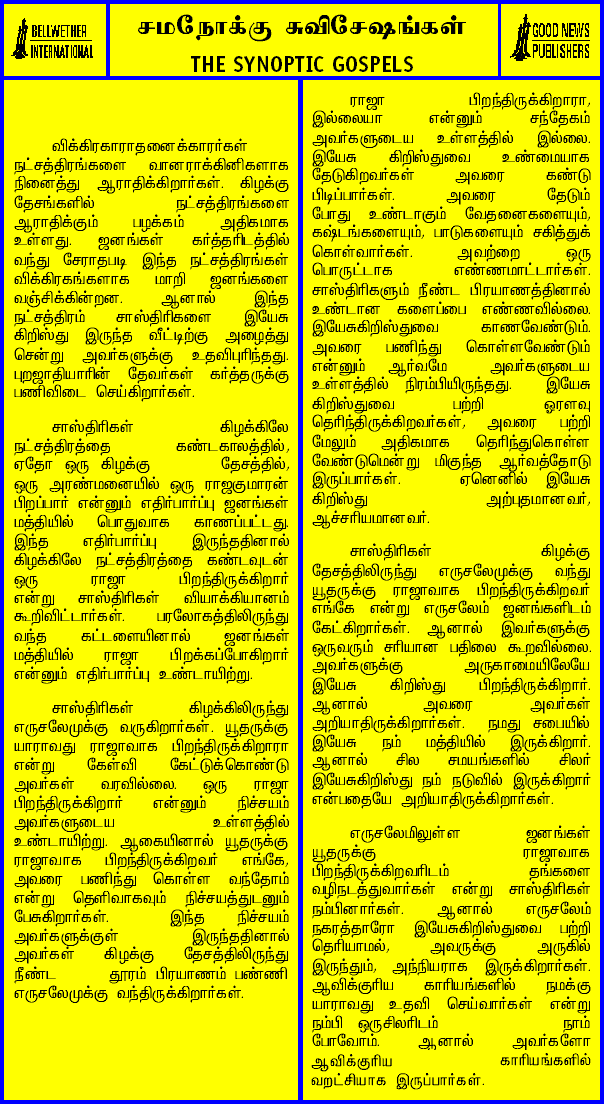 BELLWETHER
INTERNATIONAL
சமநோக்கு சுவிசேஷங்கள்
THE SYNOPTIC GOSPELS
GOOD NEWS
PUBLISHERS
விக்கிரகாராதனைக்காரர்கள்
நட்சத்திரங்களை வானராக்கினிகளாக
நினைத்து ஆராதிக்கிறார்கள். கிழக்கு
தேசங்களில் நட்சத்திரங்களை
ஆராதிக்கும் பழக்கம் அதிகமாக
உள்ளது. ஜனங்கள் கர்த்தரிடத்தில்
வந்து சேராதபடி இந்த நட்சத்திரங்கள்
விக்கிரகங்களாக மாறி ஜனங்களை
வஞ்சிக்கின்றன. ஆனால் இந்த
நட்சத்திரம் சாஸ்திரிகளை இயேசு
கிறிஸ்து இருந்த வீட்டிற்கு அழைத்து
சென்று அவர்களுக்கு உதவிபுரிந்தது.
புறஜாதியாரின் தேவர்கள் கர்த்தருக்கு
பணிவிடை செய்கிறார்கள்.
சாஸ்திரிகள் கிழக்கிலே
நட்சத்திரத்தை கண்டகாலத்தில்,
ஏதோ ஒரு கிழக்கு தேசத்தில்,
ஒரு அரண்மனையில் ஒரு ராஜகுமாரன்
பிறப்பார் என்னும் எதிர்பார்ப்பு ஜனங்கள்
மத்தியில் பொதுவாக காணப்பட்டது.
இந்த எதிர்பார்ப்பு இருந்ததினால்
கிழக்கிலே நட்சத்திரத்தை கண்டவுடன்
ஒரு ராஜா பிறந்திருக்கிறார்
என்று சாஸ்திரிகள் வியாக்கியானம்
கூறிவிட்டார்கள். பரலோகத்திலிருந்து
வந்த கட்டளையினால் ஜனங்கள்
மத்தியில் ராஜா பிறக்கப்போகிறார்
என்னும் எதிர்பார்ப்பு உண்டாயிற்று.
சாஸ்திரிகள் கிழக்கிலிருந்து
எருசலேமுக்கு வருகிறார்கள். யூதருக்கு
யாராவது ராஜாவாக பிறந்திருக்கிறாரா
என்று கேள்வி கேட்டுக்கொண்டு
அவர்கள் வரவில்லை. ஒரு ராஜா
பிறந்திருக்கிறார் என்னும் நிச்சயம்
அவர்களுடைய உள்ளத்தில்
உண்டாயிற்று. ஆகையினால் யூதருக்கு
ராஜாவாக பிறந்திருக்கிறவர் எங்கே,
அவரை பணிந்து கொள்ள வந்தோம்
என்று தெளிவாகவும் நிச்சயத்துடனும்
பேசுகிறார்கள். இந்த நிச்சயம்
அவர்களுக்குள் இருந்ததினால்
அவர்கள் கிழக்கு தேசத்திலிருந்து
நீண்ட தூரம் பிரயாணம் பண்ணி
எருசலேமுக்கு வந்திருக்கிறார்கள்.
ராஜா பிறந்திருக்கிறாரா,
இல்லையா என்னும் சந்தேகம்
அவர்களுடைய உள்ளத்தில் இல்லை.
இயேசு கிறிஸ்துவை உண்மையாக
தேடுகிறவர்கள் அவரை கண்டு
பிடிப்பார்கள். அவரை தேடும்
போது உண்டாகும் வேதனைகளையும்,
கஷ்டங்களையும், பாடுகளையும் சகித்துக்
கொள்வார்கள். அவற்றை ஒரு
பொருட்டாக எண்ணமாட்டார்கள்.
சாஸ்திரிகளும் நீண்ட பிரயாணத்தினால்
உண்டான களைப்பை எண்ணவில்லை.
இயேசுகிறிஸ்துவை காணவேண்டும்.
அவரை பணிந்து கொள்ளவேண்டும்
என்னும் ஆர்வமே அவர்களுடைய
உள்ளத்தில் நிரம்பியிருந்தது. இயேசு
கிறிஸ்துவை பற்றி ஓரளவு
தெரிந்திருக்கிறவர்கள், அவரை பற்றி
மேலும் அதிகமாக தெரிந்துகொள்ள
வேண்டுமென்று மிகுந்த ஆர்வத்தோடு
இருப்பார்கள். ஏனெனில் இயேசு
கிறிஸ்து அற்புதமானவர்,
ஆச்சரியமானவர்.
சாஸ்திரிகள் கிழக்கு
தேசத்திலிருந்து எருசலேமுக்கு வந்து
யூதருக்கு ராஜாவாக பிறந்திருக்கிறவர்
எங்கே என்று எருசலேம் ஜனங்களிடம்
கேட்கிறார்கள். ஆனால் இவர்களுக்கு
ஒருவரும் சரியான பதிலை கூறவில்லை.
அவர்களுக்கு அருகாமையிலேயே
இயேசு கிறிஸ்து பிறந்திருக்கிறார்.
ஆனால் அவரை அவர்கள்
அறியாதிருக்கிறார்கள். நமது சபையில்
இயேசு நம் மத்தியில் இருக்கிறார்.
ஆனால் சில சமயங்களில் சிலர்
இயேசுகிறிஸ்து நம் நடுவில் இருக்கிறார்
என்பதையே அறியாதிருக்கிறார்கள்.
எருசலேமிலுள்ள ஜனங்கள்
யூதருக்கு ராஜாவாக
பிறந்திருக்கிறவரிடம் தங்களை
வழிநடத்துவார்கள் என்று சாஸ்திரிகள்
நம்பினார்கள். ஆனால் எருசலேம்
நகரத்தாரோ இயேசுகிறிஸ்துவை பற்றி
தெரியாமல், அவருக்கு அருகில்
இருந்தும், அந்நியராக இருக்கிறார்கள்.
ஆவிக்குரிய காரியங்களில் நமக்கு
யாராவது உதவி செய்வார்கள் என்று
நம்பி ஒருசிலரிடம் நாம்
போவோம். ஆனால் அவர்களோ
ஆவிக்குரிய காரியங்களில்
வறட்சியாக இருப்பார்கள்.